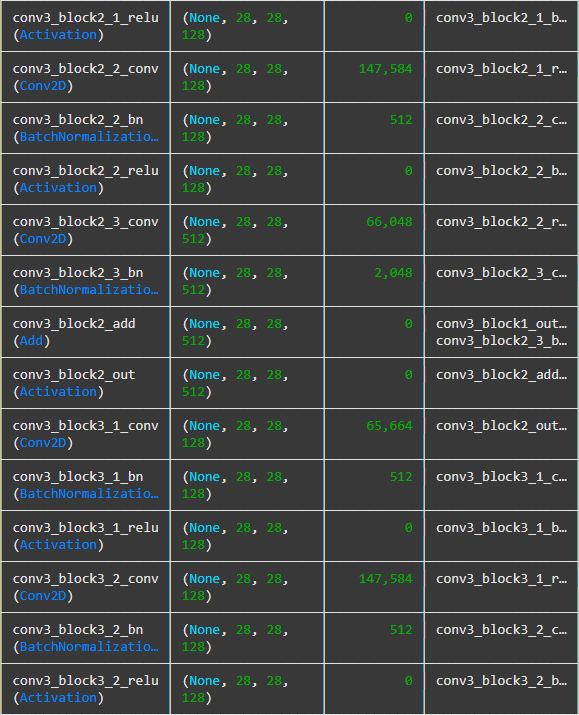 conv3_block2_1_relu (None, 28, 28, 0 conv3_block2_1_b…
(Activation) 128)
conv3_block2_2_conv (None, 28, 28, 147,584 conv3_block2_1_r…
(Conv2D) 128)
conv3_block2_2_bn (None, 28, 28, 512 conv3_block2_2_c…
(BatchNormalizatio… 128)
conv3_block2_2_relu (None, 28, 28, 0 conv3_block2_2_b…
(Activation) 128)
conv3_block2_3_conv (None, 28, 28, 66,048 conv3_block2_2_r…
(Conv2D) 512)
conv3_block2_3_bn (None, 28, 28, 2,048 conv3_block2_3_c…
(BatchNormalizatio… 512)
conv3_block2_add (None, 28, 28, 0 conv3_block1_out…
(Add) 512) conv3_block2_3_b…
conv3_block2_out (None, 28, 28, 0 conv3_block2_add…
(Activation) 512)
conv3_block3_1_conv (None, 28, 28, 65,664 conv3_block2_out…
(Conv2D) 128)
conv3_block3_1_bn (None, 28, 28, 512 conv3_block3_1_c…
(BatchNormalizatio… 128)
conv3_block3_1_relu (None, 28, 28, 0 conv3_block3_1_b…
(Activation) 128)
conv3_block3_2_conv (None, 28, 28, 147,584 conv3_block3_1_r…
(Conv2D) 128)
conv3_block3_2_bn (None, 28, 28, 512 conv3_block3_2_c…
(BatchNormalizatio… 128)
conv3_block3_2_relu (None, 28, 28, 0 conv3_block3_2_b…
(Activation) 128)